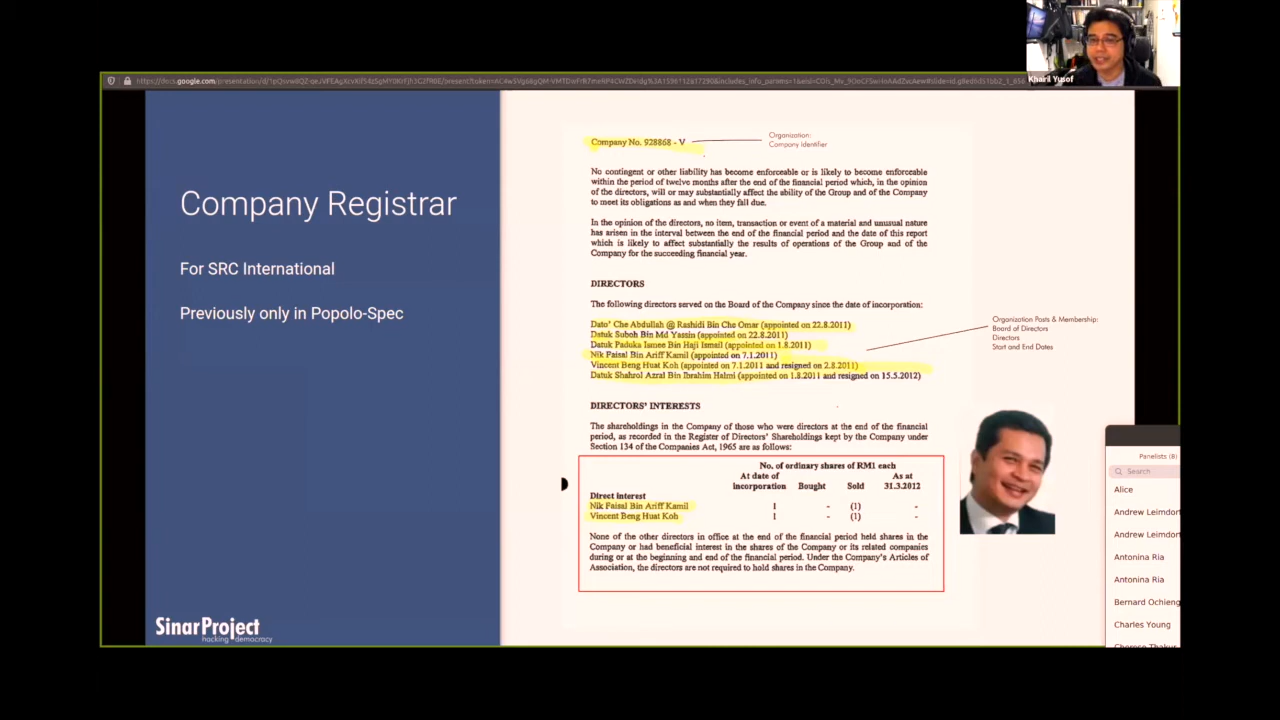 Kharil Yusof
Company Registrar
For SRC International
Previously only in Popolo-Spec
SinarProject
hacking democracy
Company No. 928868 - V
Organization:
Company identifier
No contingent or other liability has become enforceable or is likely to become enforceable
within the period of twelve months after the end of the financial period which, in the opinion
of the directors, will or may substantially affect the ability of the Group and of the Company
to meet its obligations as and when they fall due.
In the opinion of the directors, no item, transaction or event of a material and unusual nature
has arisen in the interval between the end of the financial period and the date of this report
which is likely to affect substantially the results of operations of the Group and of the
Company for the succeeding financial year.
DIRECTORS
The following directors served on the Board of the Company since the date of incorporation:
Dato' Che Abdullah @ Rashidi Bin Che Omar (appointed on 22.8.2011)
Datuk Suboh Bin Md Yassin (appointed on 22.8.2011)
Datuk Paduka Ismee Bin Haji Ismail (appointed on 1.8.2011)
Nik Faisal Bin Ariff Kamil (appointed on 7.1.2011)
Vincent Beng Huat Koh (appointed on 7.1.2011 and resigned on 2.8.2011)
Datuk Shahrol Azral Bin Ibrahim Halmi (appointed on 1.8.2011 and resigned on 15.5.2012)
Organization Posts & Membership:
Board of Directors
Directors
Start and End Dates
DIRECTORS' INTERESTS
The shareholdings in the Company of those who were directors at the end of the financial
period, as recorded in the Register of Directors' Shareholdings kept by the Company under
Section 134 of the Companies Act, 1965 are as follows:
No. of ordinary shares of RM1 each
At date of As at
incorporation Bought Sold 31.3.2012
Direct interest
Nik Faisal Bin Ariff Kamil 1 - (1) -
Vincent Beng Huat Koh 1 - (1) -
None of the other directors in office at the end of the financial period held shares in the
Company or had beneficial interest in the shares of the Company or its related companies
during or at the beginning and end of the financial period. Under the Company's Articles of
Association, the directors are not required to hold shares in the Company.
Panelists (8)
Search
Alice
Andrew Leimdorf
Andrew Leimdorf
Antonina Ria
Antonina Ria
Bernard Ochieng
Charles Young